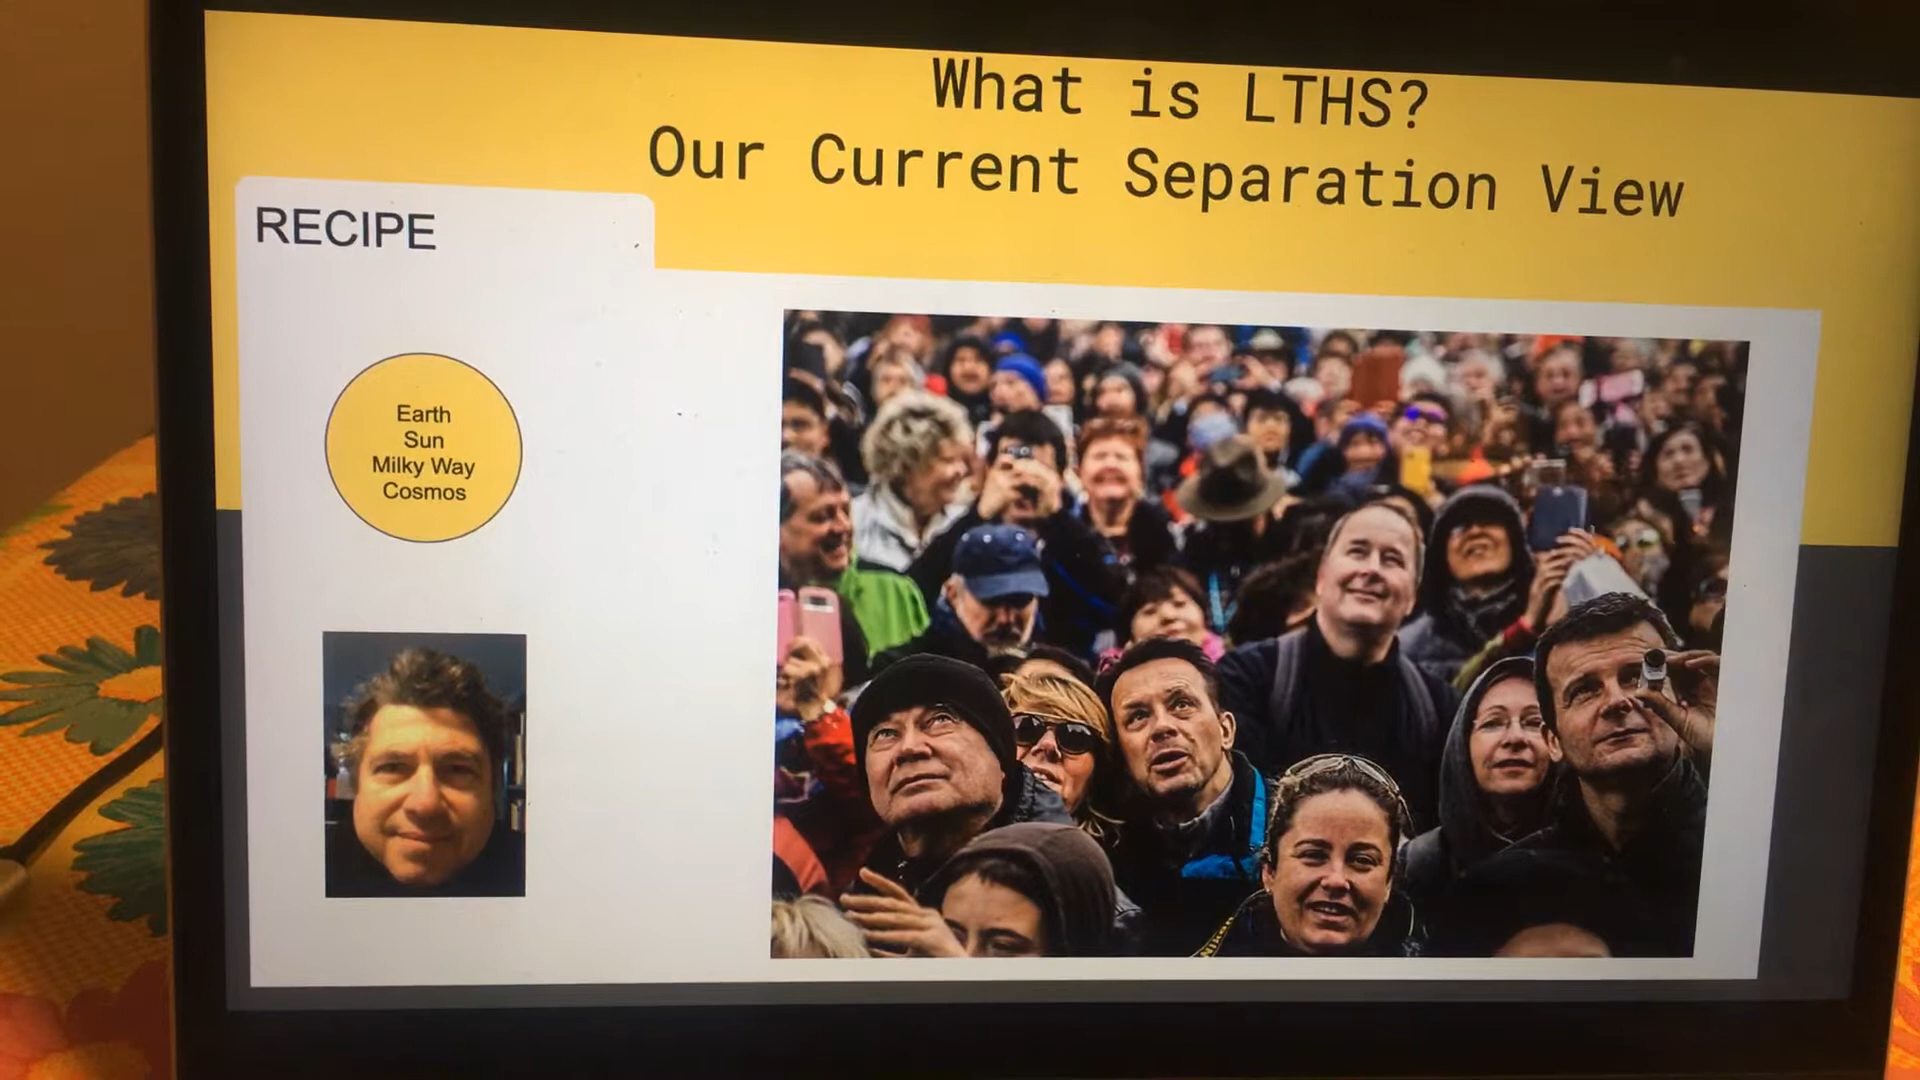 What is LTHS?
Our Current Separation View
RECIPE
Earth
Sun
Milky Way
Cosmos